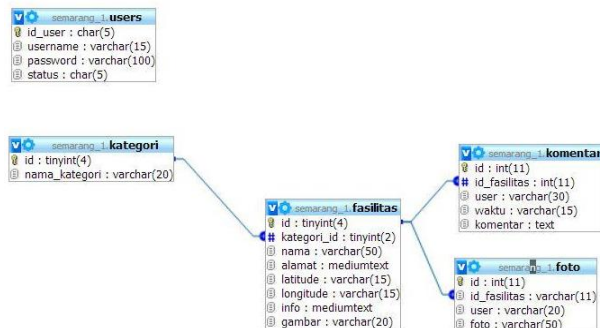 semarang_1 users
id_user : char(5)
username : varchar(15)
password : varchar(100)
status : char(5)
semarang_1 kategori
id : tinyint(4)
nama_kategori : varchar(20)
semarang_1 fasilitas
id : tinyint(4)
kategori_id : tinyint(2)
nama : varchar(50)
alamat : mediumtext
latitude : varchar(15)
longitude : varchar(15)
info : mediumtext
gambar : varchar(20)
semarang_1 komentar
id : int(11)
id_fasilitas : int(11)
user : varchar(30)
waktu : varchar(15)
komentar : text
semarang_1 foto
id : int(11)
id_fasilitas : varchar(11)
user : varchar(20)
foto : varchar(50)